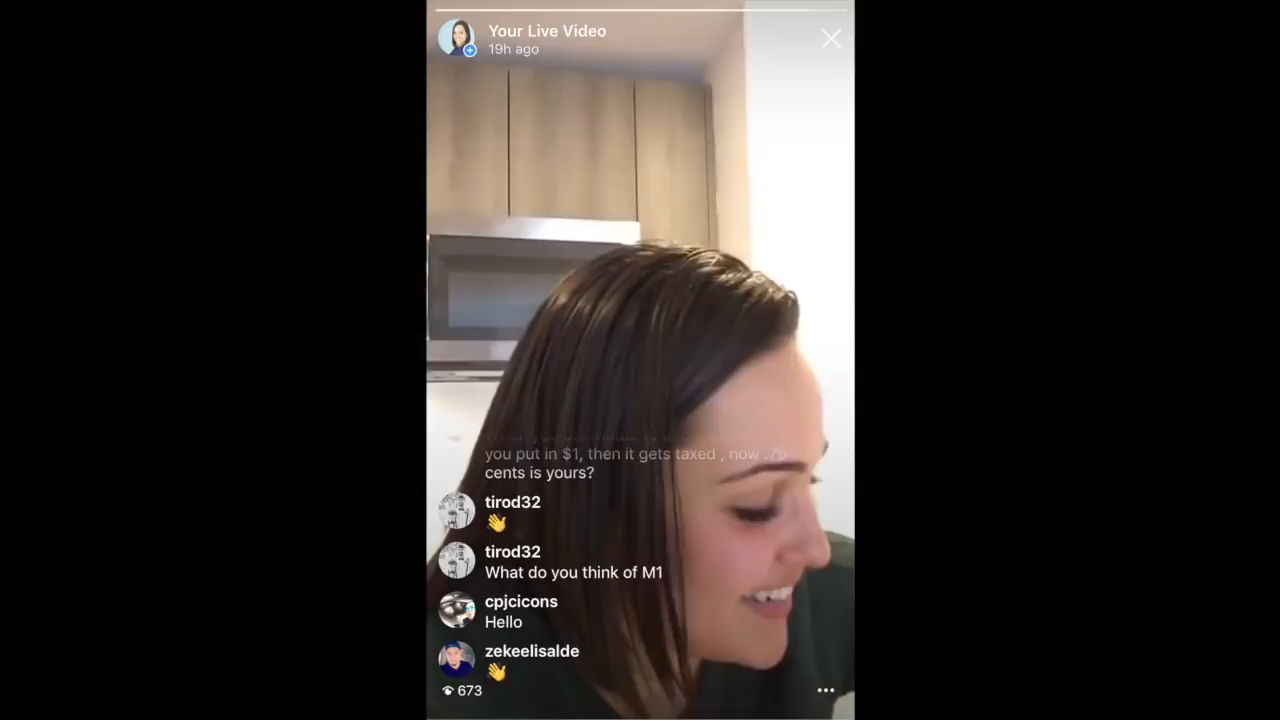 Your Live Video
19h ago
you put in $1, then it gets taxed , now .75
cents is yours?
tirod32
👋
tirod32
What do you think of M1
cpjcicons
Hello
zekeelisalde
👋
673